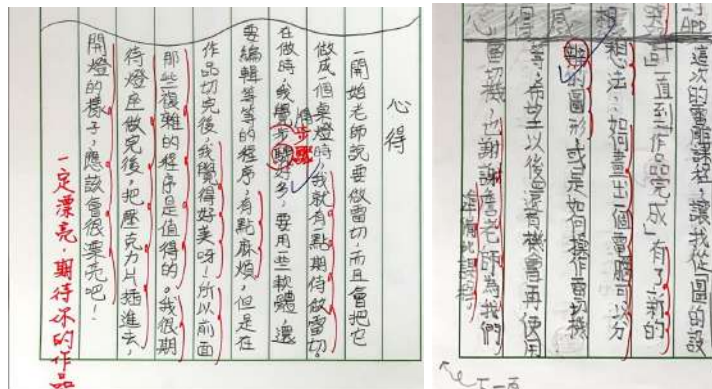 心得
一開始老師說要做雷切,而且會把它
做成個桌燈時,我就有一點期待做雷切。
在做時,我覺步驟好多,要用一些軟體,還
得步驟
要編輯等等的程序,有點麻煩,但是在
作品切完後,我覺得好美呀!所以前面
那些複雜的程序是值得的。我很期
待燈座做完後,把壓克力片插進去,
開燈的樣子,應該會很漂亮吧!
一定漂亮,期待你的作品
這次的電腦課程,讓我從圖的設
計「直到作品完成」有了新的
想法,如何畫出一個電腦可以分
辨的圖形,或是如何操作雷切機
等,希望以後還有機會再使用
雷切機,也謝謝老師為我們
下一頁